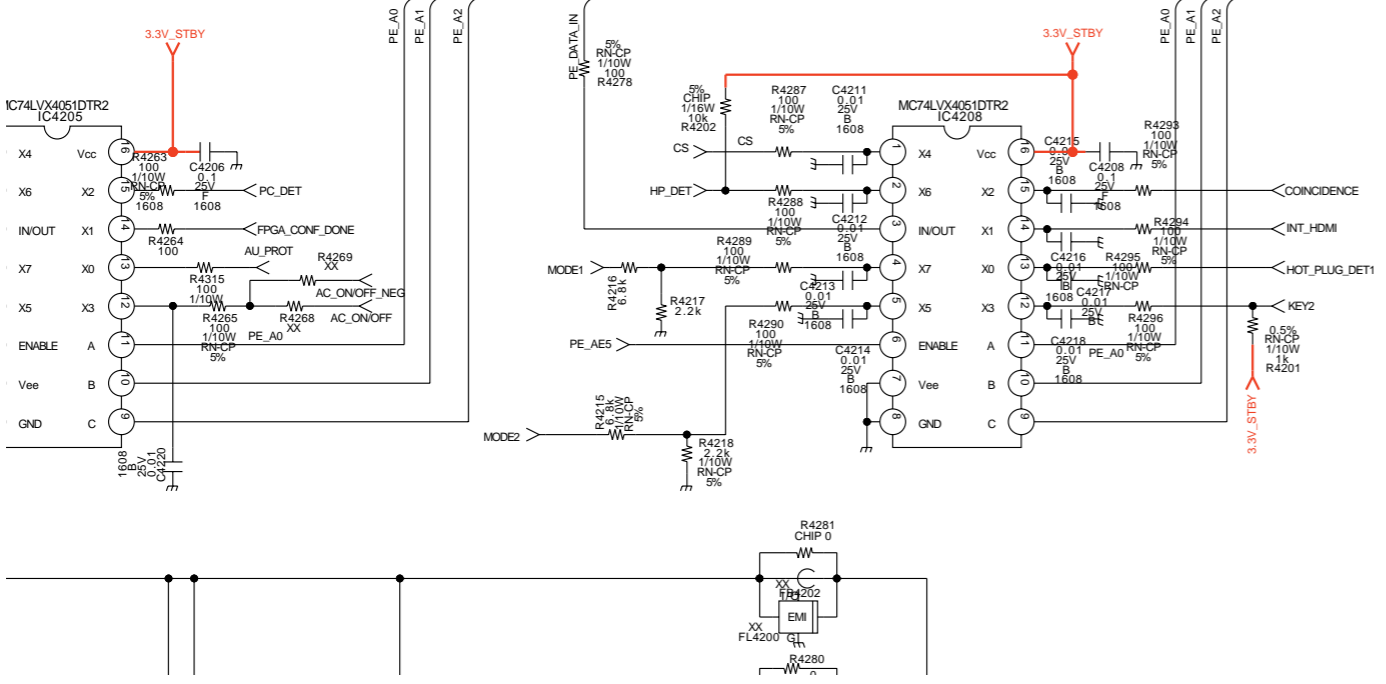 PE_A0
PE_A1
PE_A2
3.3V_STBY
MC74LVX4051DTR2
IC4205
X4
X6
IN/OUT
X7
X5
ENABLE
Vee
GND
Vcc
X2
X1
X0
X3
A
B
C
16
15
14
13
12
11
10
9
R4263
100
1/10W
RN-CP
5%
1608
C4206
0.1
25V
F
1608
PC_DET
FPGA_CONF_DONE
R4264
100
AU_PROT
R4315
100
1/10W
R4269
XX
AC_ON/OFF_NEG
R4265
100
1/10W
RN-CP
5%
R4268
XX
AC_ON/OFF
PE_A0
1608
B
25V
0.01
C4220
PE_DATA_IN
5%
RN-CP
1/10W
100
R4278
5%
CHIP
1/16W
10k
R4202
R4287
100
1/10W
RN-CP
5%
C4211
0.01
25V
B
1608
CS
CS
HP_DET
R4288
100
1/10W
RN-CP
5%
C4212
0.01
25V
B
1608
MODE1
R4216
6.8k
R4217
2.2k
R4289
100
1/10W
RN-CP
5%
C4213
0.01
25V
B
1608
R4290
100
1/10W
RN-CP
5%
C4214
0.01
25V
B
1608
PE_AE5
MODE2
R4215
6.8k
1/10W
RN-CP
5%
R4218
2.2k
1/10W
RN-CP
5%
3.3V_STBY
MC74LVX4051DTR2
IC4208
1
2
3
4
5
6
7
8
X4
X6
IN/OUT
X7
X5
ENABLE
Vee
GND
Vcc
X2
X1
X0
X3
A
B
C
16
15
14
13
12
11
10
9
PE_A0
PE_A1
PE_A2
C4215
0.01
25V
B
1608
C4208
0.1
25V
F
1608
R4293
100
1/10W
RN-CP
5%
COINCIDENCE
R4294
100
1/10W
RN-CP
5%
INT_HDMI
C4216
0.01
25V
B
1608
R4295
100
1/10W
RN-CP
HOT_PLUG_DET1
C4217
0.01
25V
B
R4296
100
1/10W
RN-CP
5%
KEY2
C4218
0.01
25V
B
1608
PE_A0
0.5%
RN-CP
1/10W
1k
R4201
3.3V_STBY
R4281
CHIP 0
XX
FB4202
EMI
XX
FL4200
G
R4280
0